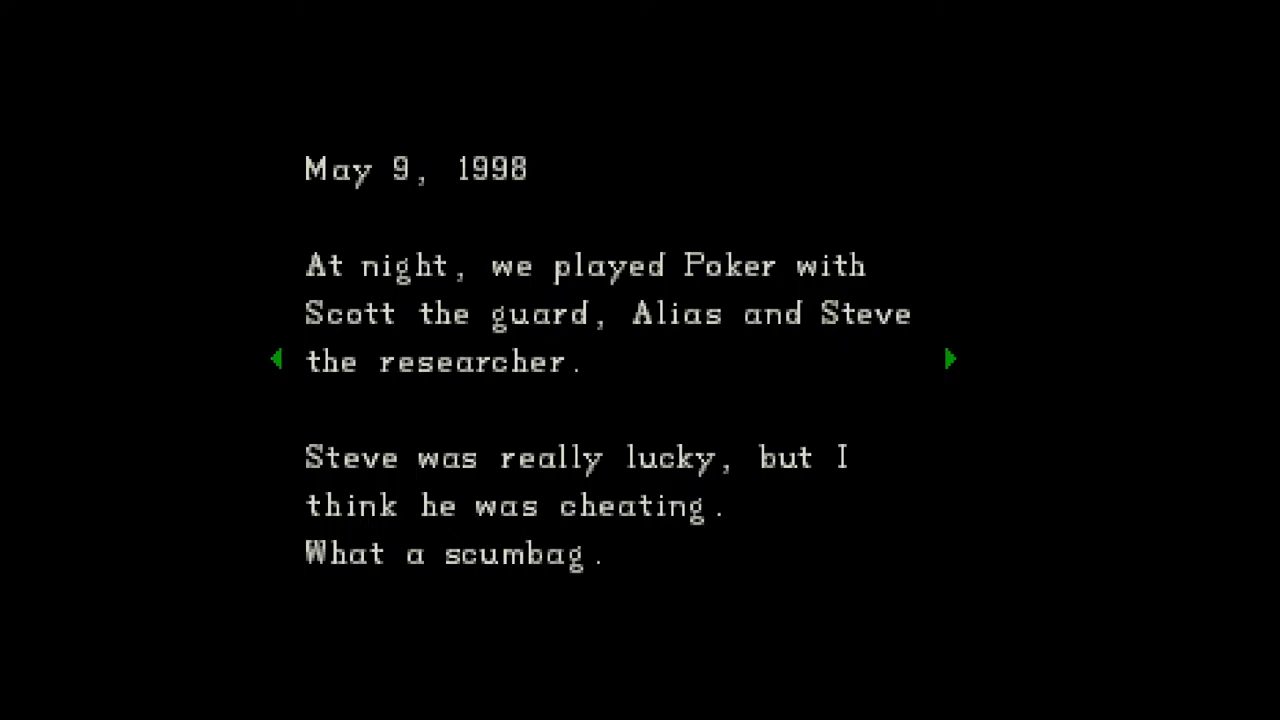 May 9, 1998
At night, we played Poker with
Scott the guard, Alias and Steve
the researcher.
Steve was really lucky, but I
think he was cheating.
What a scumbag.